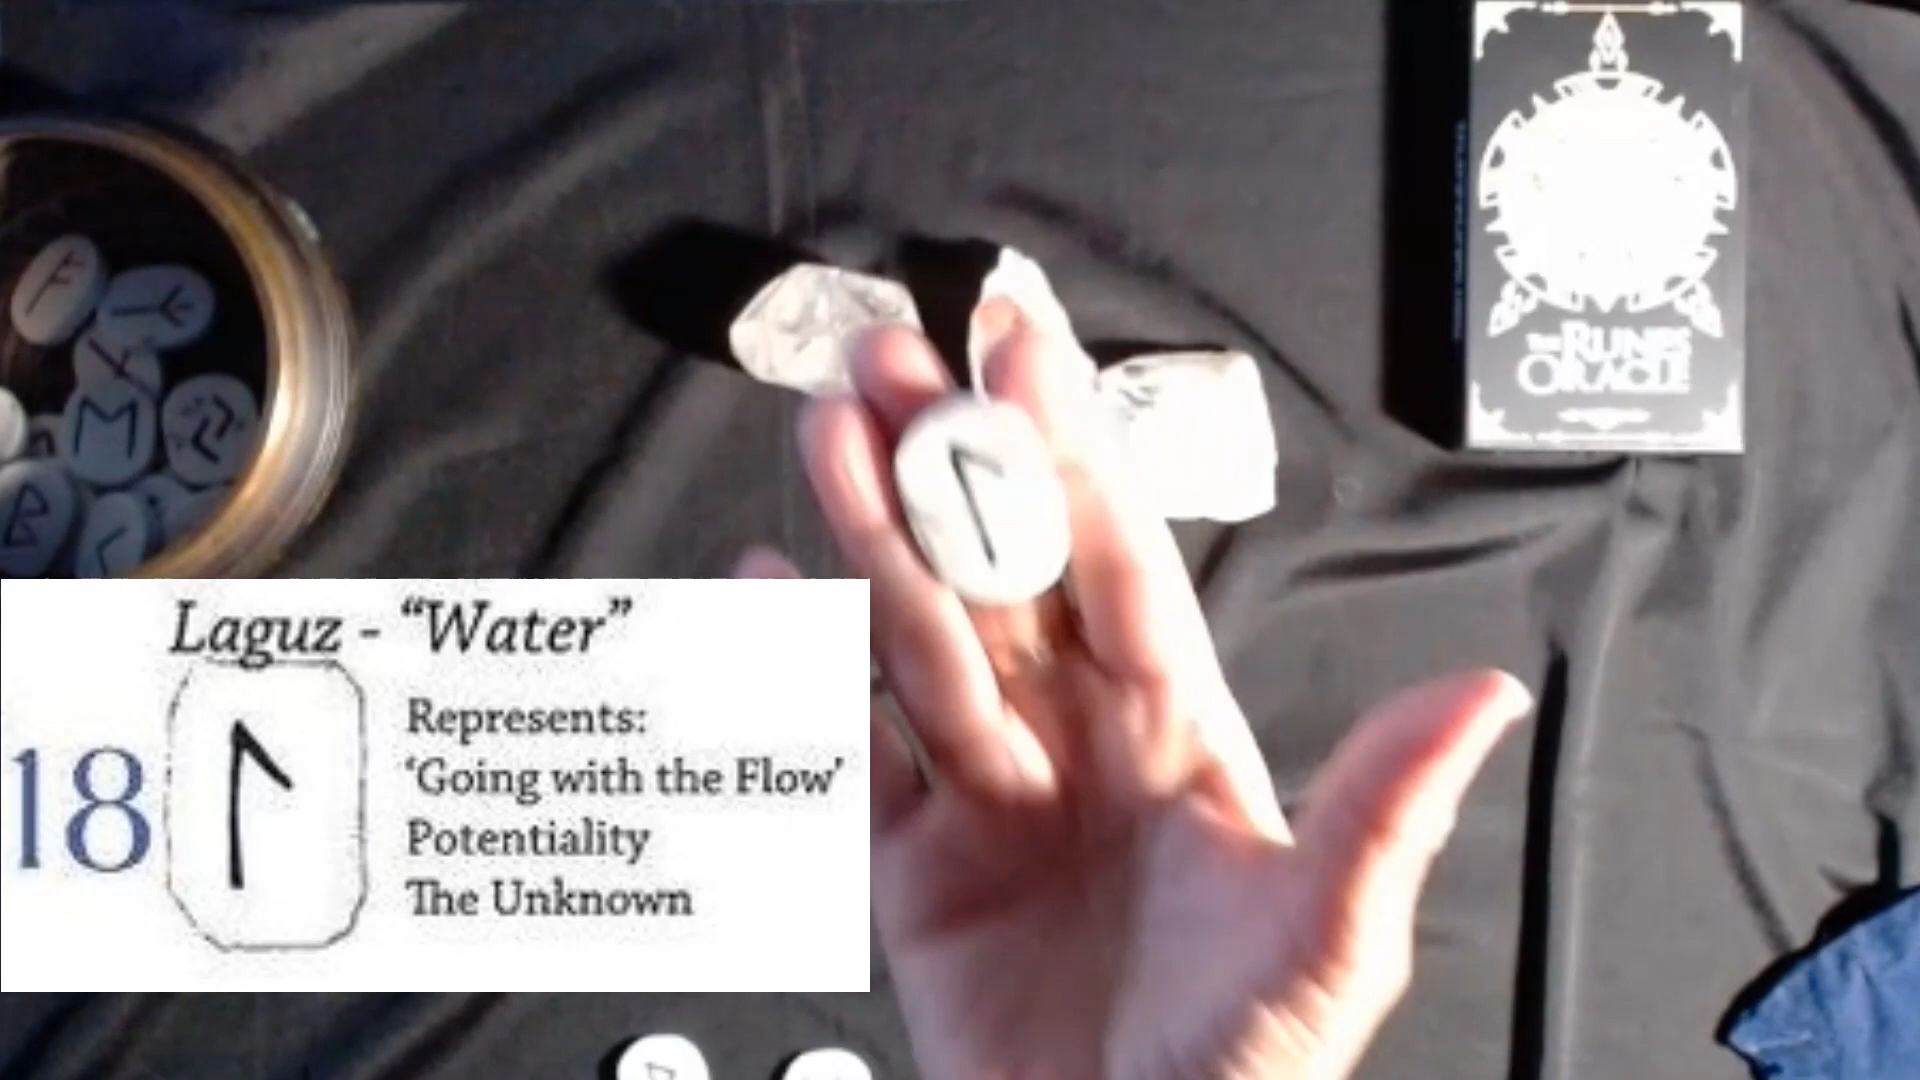 THE RUNES
ORACLE
Laguz - “Water”
18
Represents:
‘Going with the Flow’
Potentiality
The Unknown